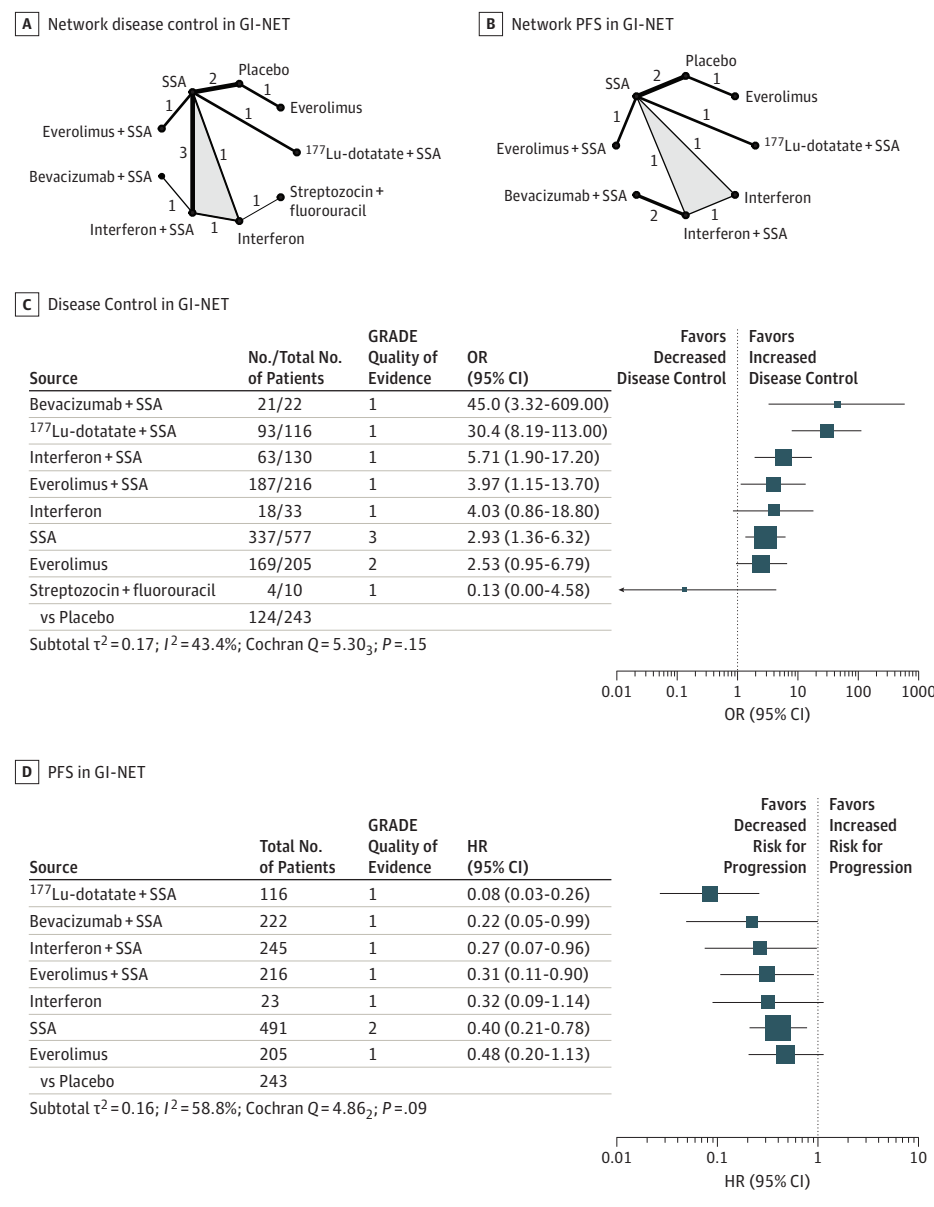 A Network disease control in GI-NET
SSA
2
Placebo
1
1
Everolimus
1
Everolimus + SSA
177Lu-dotatate + SSA
3
1
Bevacizumab + SSA
1
Streptozocin +
fluorouracil
1
Interferon + SSA
1
Interferon
B Network PFS in GI-NET
Placebo
SSA
2
1
Everolimus
1
1
Everolimus + SSA
1
1
177Lu-dotatate + SSA
Bevacizumab + SSA
2
1
Interferon
Interferon + SSA
C Disease Control in GI-NET
Source No./Total No. of Patients GRADE Quality of Evidence OR (95% CI)
Favors Decreased Disease Control
Favors Increased Disease Control
Bevacizumab + SSA 21/22 1 45.0 (3.32-609.00)
177Lu-dotatate + SSA 93/116 1 30.4 (8.19-113.00)
Interferon + SSA 63/130 1 5.71 (1.90-17.20)
Everolimus + SSA 187/216 1 3.97 (1.15-13.70)
Interferon 18/33 1 4.03 (0.86-18.80)
SSA 337/577 3 2.93 (1.36-6.32)
Everolimus 169/205 2 2.53 (0.95-6.79)
Streptozocin + fluorouracil 4/10 1 0.13 (0.00-4.58)
vs Placebo 124/243
Subtotal τ2 = 0.17; I2 = 43.4%; Cochran Q = 5.303; P = .15
0.01 0.1 1 10 100 1000
OR (95% CI)
D PFS in GI-NET
Source Total No. of Patients GRADE Quality of Evidence HR (95% CI)
Favors Decreased Risk for Progression
Favors Increased Risk for Progression
177Lu-dotatate + SSA 116 1 0.08 (0.03-0.26)
Bevacizumab + SSA 222 1 0.22 (0.05-0.99)
Interferon + SSA 245 1 0.27 (0.07-0.96)
Everolimus + SSA 216 1 0.31 (0.11-0.90)
Interferon 23 1 0.32 (0.09-1.14)
SSA 491 2 0.40 (0.21-0.78)
Everolimus 205 1 0.48 (0.20-1.13)
vs Placebo 243
Subtotal τ2 = 0.16; I2 = 58.8%; Cochran Q = 4.862; P = .09
0.01 0.1 1 10
HR (95% CI)